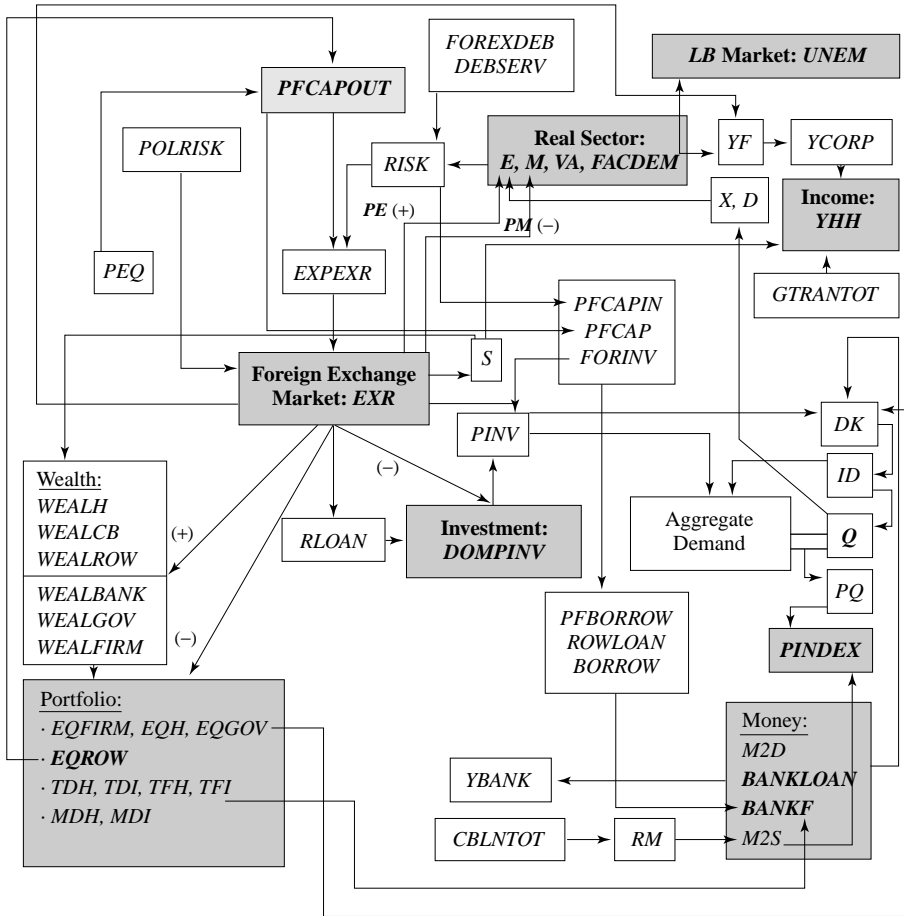 FOREXDEB
DEBSERV
LB Market: UNEM
PFCAPOUT
POLRISK
RISK
Real Sector:
E, M, VA, FACDEM
YF
YCORP
X, D
Income:
YHH
PE (+)
PM (−)
PEQ
EXPEXR
GTRANTOT
PFCAPIN
PFCAP
FORINV
S
Foreign Exchange
Market: EXR
PINV
DK
(−)
ID
Wealth:
WEALH
WEALCB
WEALROW
WEALBANK
WEALGOV
WEALFIRM
(+)
(−)
RLOAN
Investment:
DOMPINV
Aggregate
Demand
Q
PQ
PFBORROW
ROWLOAN
BORROW
PINDEX
Portfolio:
· EQFIRM, EQH, EQGOV
· EQROW
· TDH, TDI, TFH, TFI
· MDH, MDI
Money:
M2D
BANKLOAN
BANKF
M2S
YBANK
CBLNTOT
RM